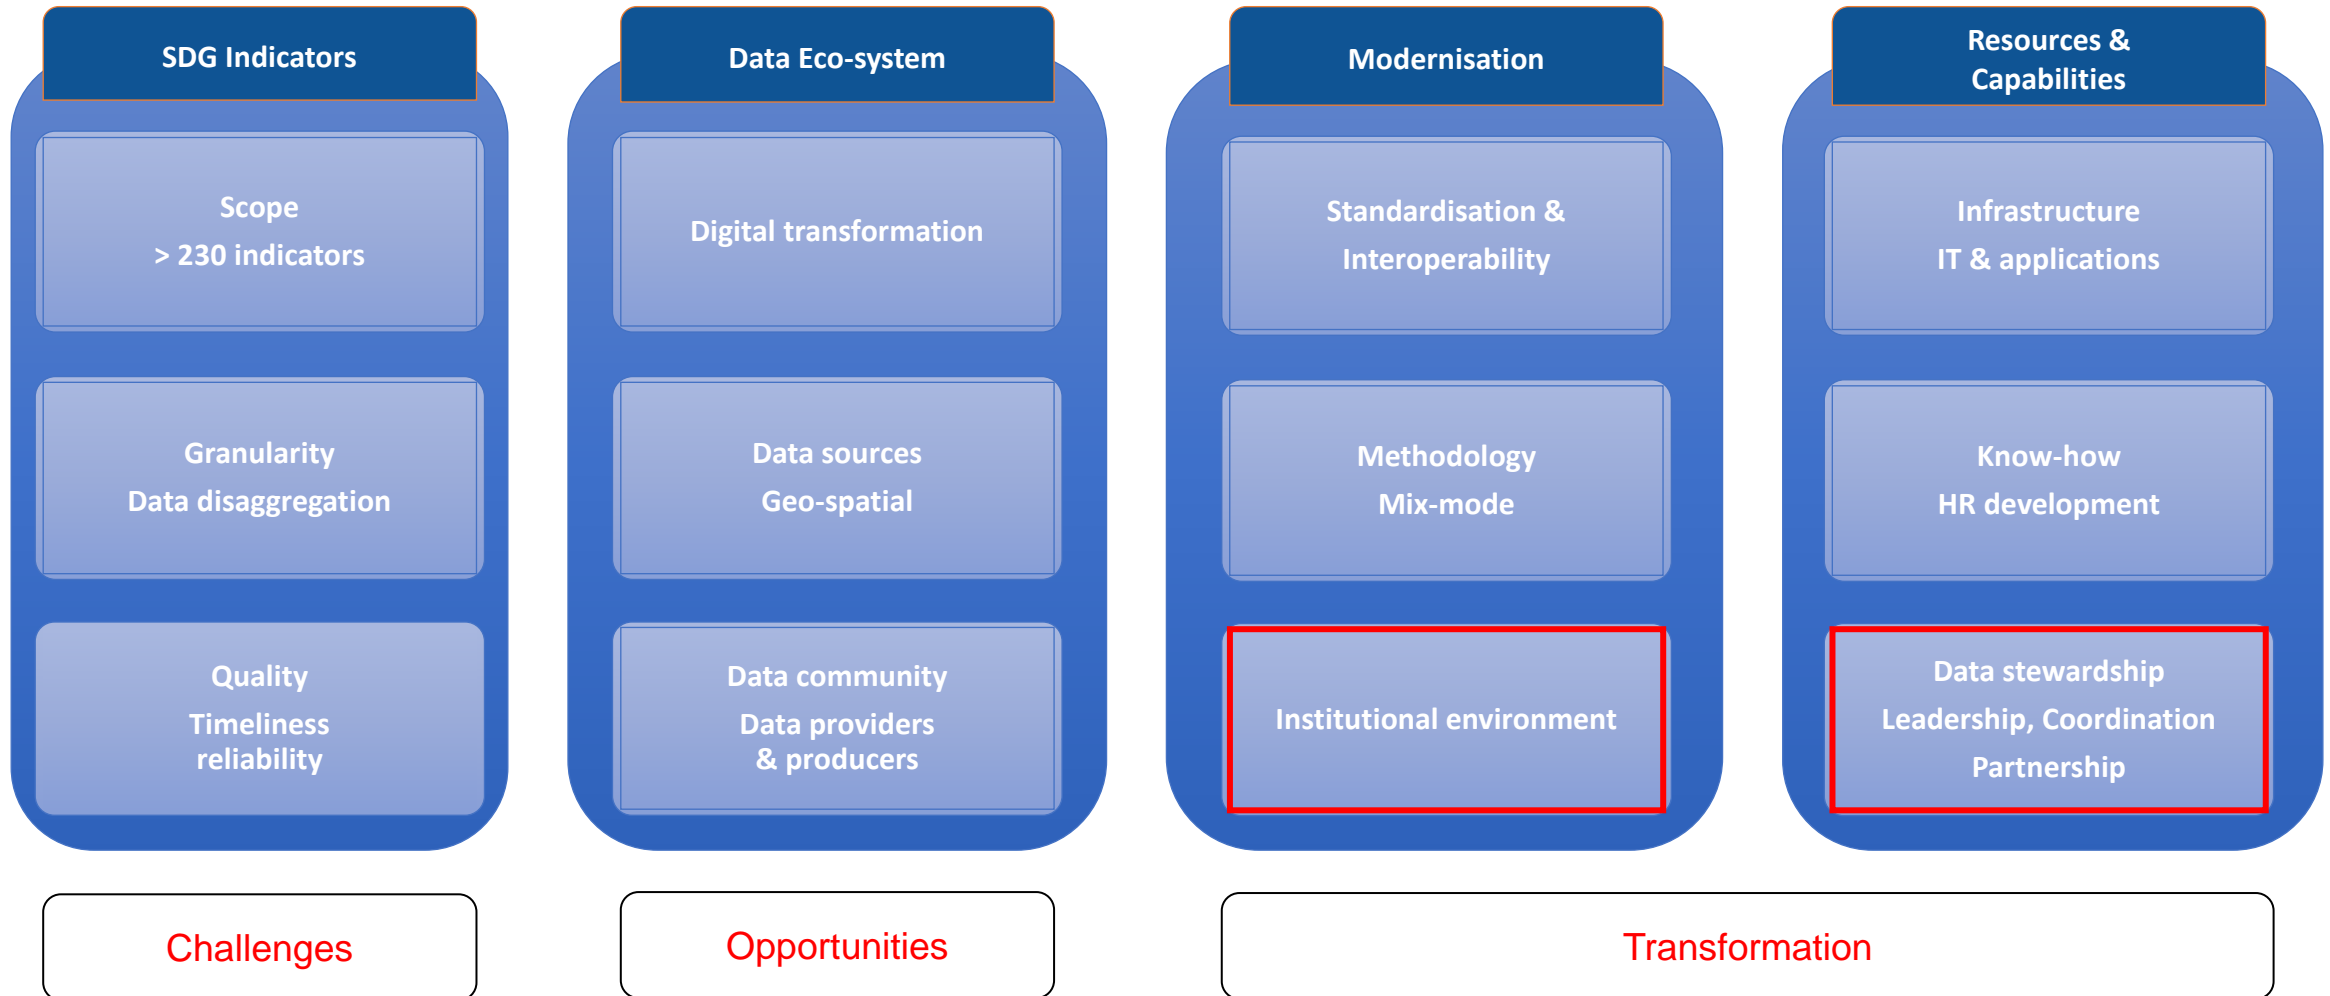 SDG Indicators
Scope
> 230 indicators
Granularity
Data disaggregation
Quality
Timeliness
reliability
Challenges
Data Eco-system
Digital transformation
Data sources
Geo-spatial
Data community
Data providers
& producers
Opportunities
Modernisation
Standardisation &
Interoperability
Methodology
Mix-mode
Institutional environment
Resources &
Capabilities
Infrastructure
IT & applications
Know-how
HR development
Data stewardship
Leadership, Coordination
Partnership
Transformation